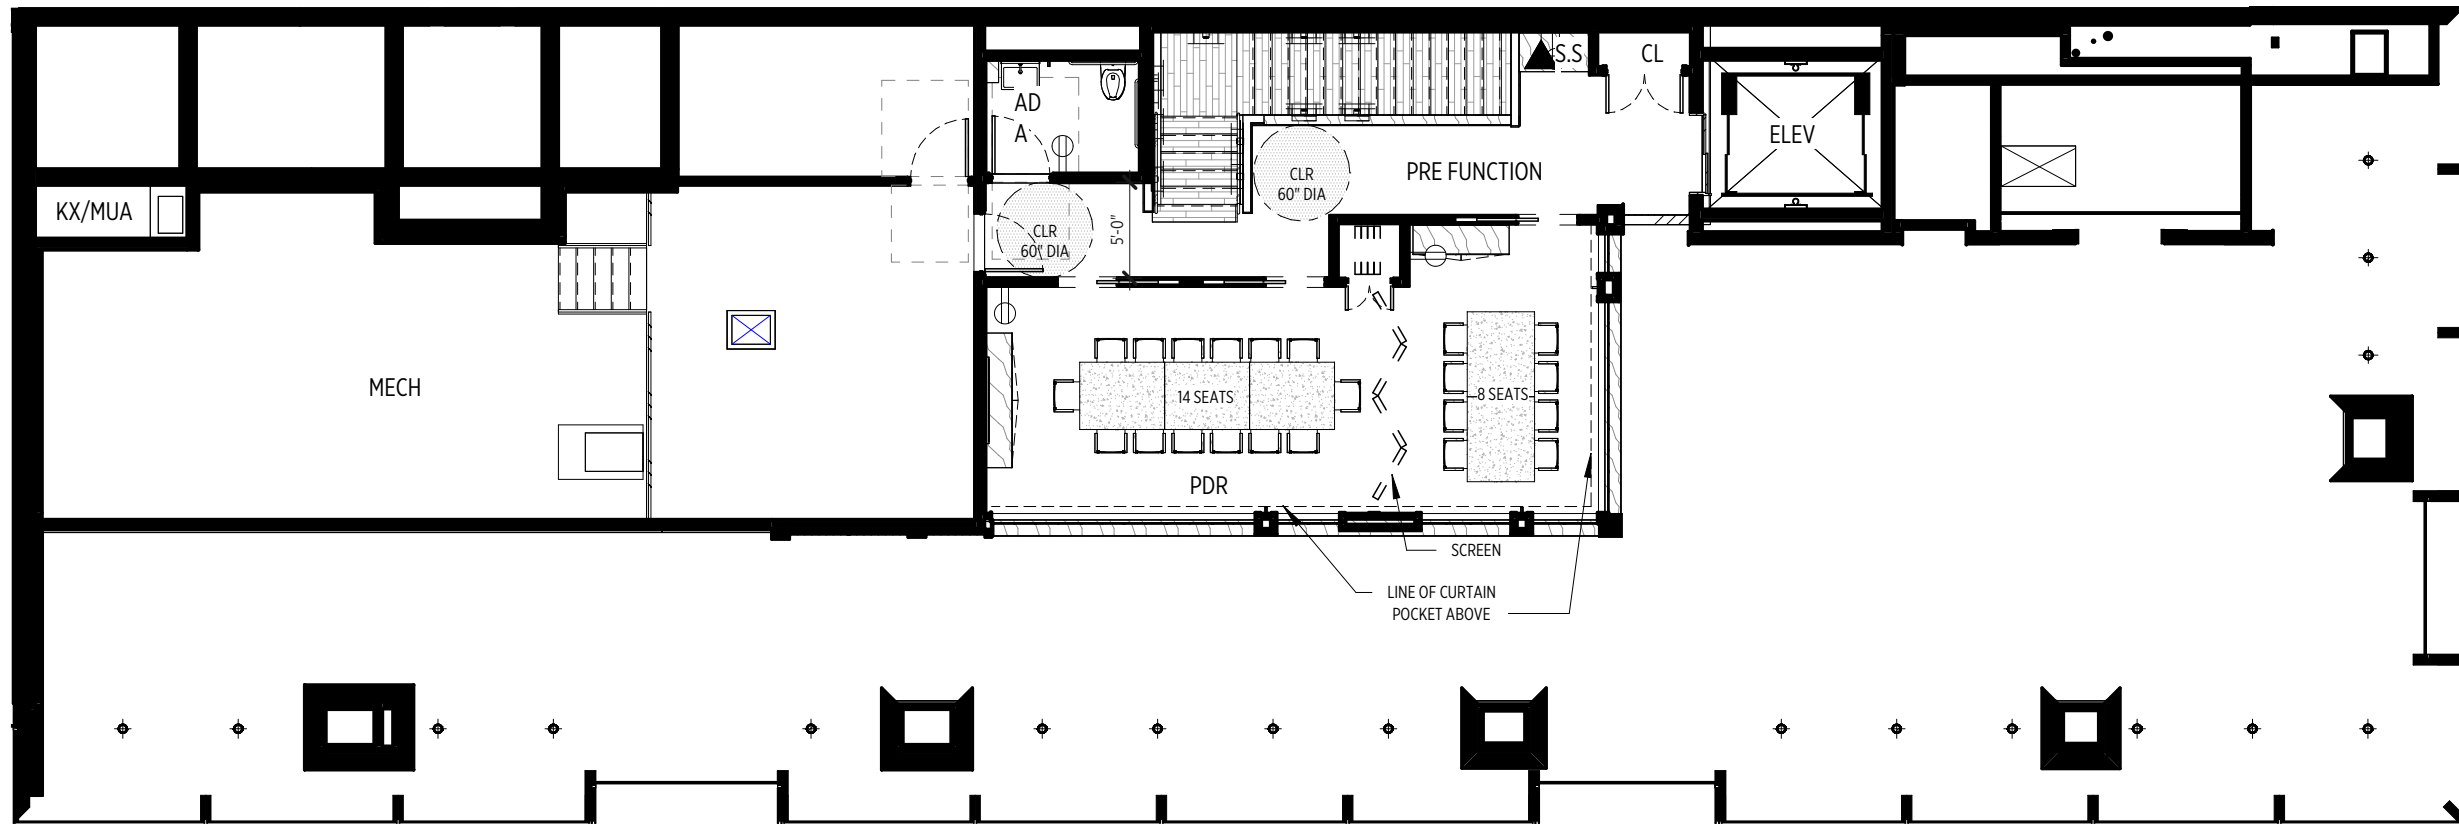 S.S
CL
AD
A
ELEV
PRE FUNCTION
CLR
60" DIA
KX/MUA
CLR
60" DIA
5'-0"
MECH
14 SEATS
8 SEATS
PDR
SCREEN
LINE OF CURTAIN
POCKET ABOVE